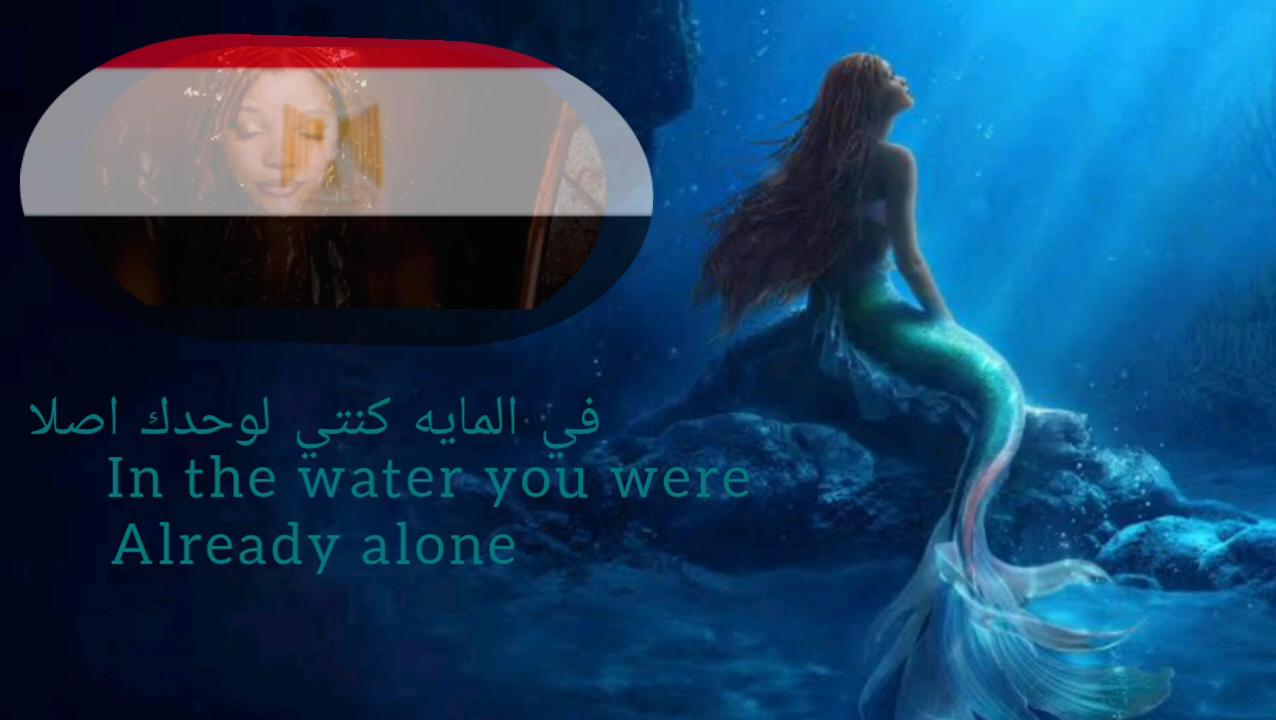 في المايه كنتي لوحدك اصلا
In the water you were
Already alone